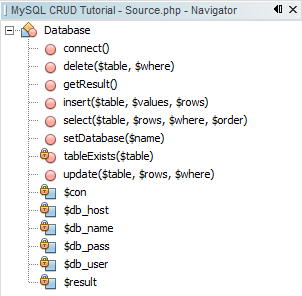 MySQL CRUD Tutorial - Source.php - Navigator
Database
connect()
delete($table, $where)
getResult()
insert($table, $values, $rows)
select($table, $rows, $where, $order)
setDatabase($name)
tableExists($table)
update($table, $rows, $where)
$con
$db_host
$db_name
$db_pass
$db_user
$result